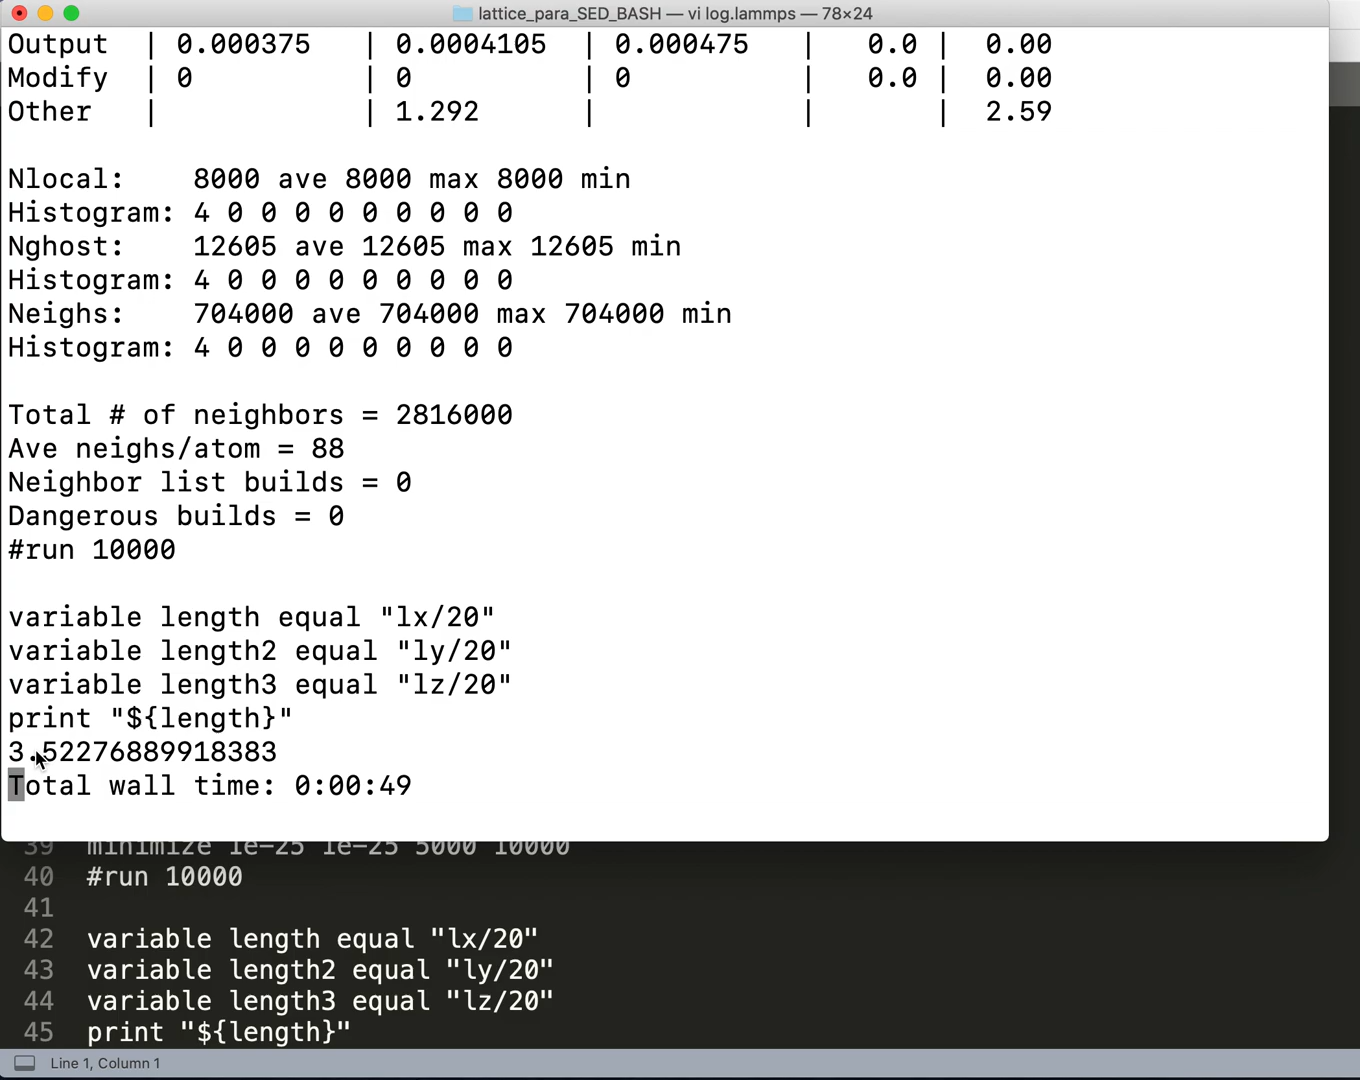 lattice_para_SED_BASH — vi log.lammps — 78×24
Output | 0.000375 | 0.0004105 | 0.000475 | 0.0 | 0.00
Modify | 0 | 0 | 0 | 0.0 | 0.00
Other | | 1.292 | | | 2.59
Nlocal: 8000 ave 8000 max 8000 min
Histogram: 4 0 0 0 0 0 0 0 0 0
Nghost: 12605 ave 12605 max 12605 min
Histogram: 4 0 0 0 0 0 0 0 0 0
Neighs: 704000 ave 704000 max 704000 min
Histogram: 4 0 0 0 0 0 0 0 0 0
Total # of neighbors = 2816000
Ave neighs/atom = 88
Neighbor list builds = 0
Dangerous builds = 0
#run 10000
variable length equal "lx/20"
variable length2 equal "ly/20"
variable length3 equal "lz/20"
print "${length}"
3.52276889918383
Total wall time: 0:00:49
39 minimize 1e-25 1e-25 5000 10000
40 #run 10000
41
42 variable length equal "lx/20"
43 variable length2 equal "ly/20"
44 variable length3 equal "lz/20"
45 print "${length}"
Line 1, Column 1